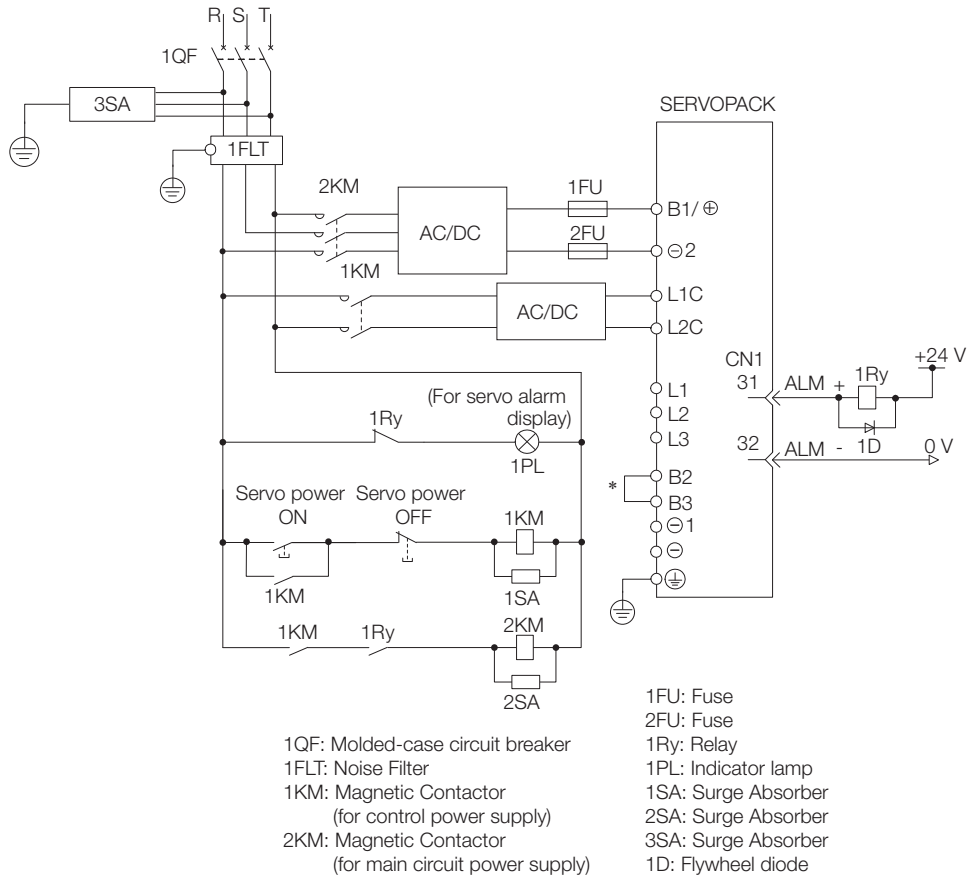 R S T
1QF
3SA
1FLT
SERVOPACK
2KM
1FU
B1/ ⊕
AC/DC
2FU
⊖ 2
1KM
L1C
AC/DC
L2C
CN1
+24 V
31 ALM + 1Ry
L1
(For servo alarm
display)
1Ry
L2
L3
1PL
32 ALM - 1D 0 V
B2
*
B3
Servo power
ON
Servo power
OFF
1KM
⊖ 1
⊖
1KM
1SA
1KM
1Ry
2KM
2SA
1QF: Molded-case circuit breaker
1FLT: Noise Filter
1KM: Magnetic Contactor
(for control power supply)
2KM: Magnetic Contactor
(for main circuit power supply)
1FU: Fuse
2FU: Fuse
1Ry: Relay
1PL: Indicator lamp
1SA: Surge Absorber
2SA: Surge Absorber
3SA: Surge Absorber
1D: Flywheel diode